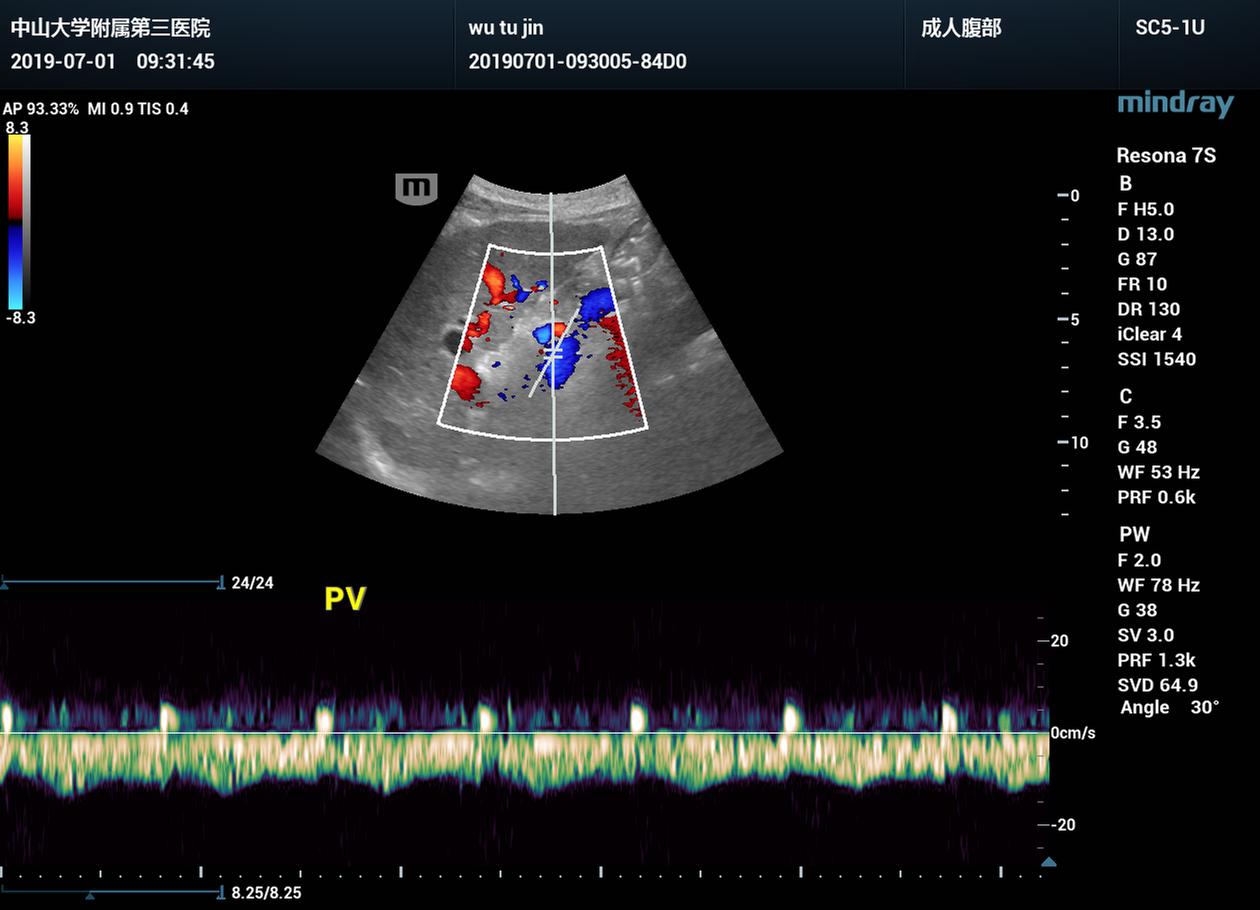 中山大学附属第三医院
2019-07-01 09:31:45
wu tu jin
20190701-093005-84D0
成人腹部
SC5-1U
AP 93.33% MI 0.9 TIS 0.4
8.3
-8.3
m
mindray
Resona 7S
B
F H5.0
D 13.0
G 87
FR 10
DR 130
iClear 4
SSI 1540
C
F 3.5
G 48
WF 53 Hz
PRF 0.6k
PW
F 2.0
WF 78 Hz
G 38
SV 3.0
PRF 1.3k
SVD 64.9
Angle 30°
0
5
10
24/24
PV
20
0cm/s
-20
8.25/8.25